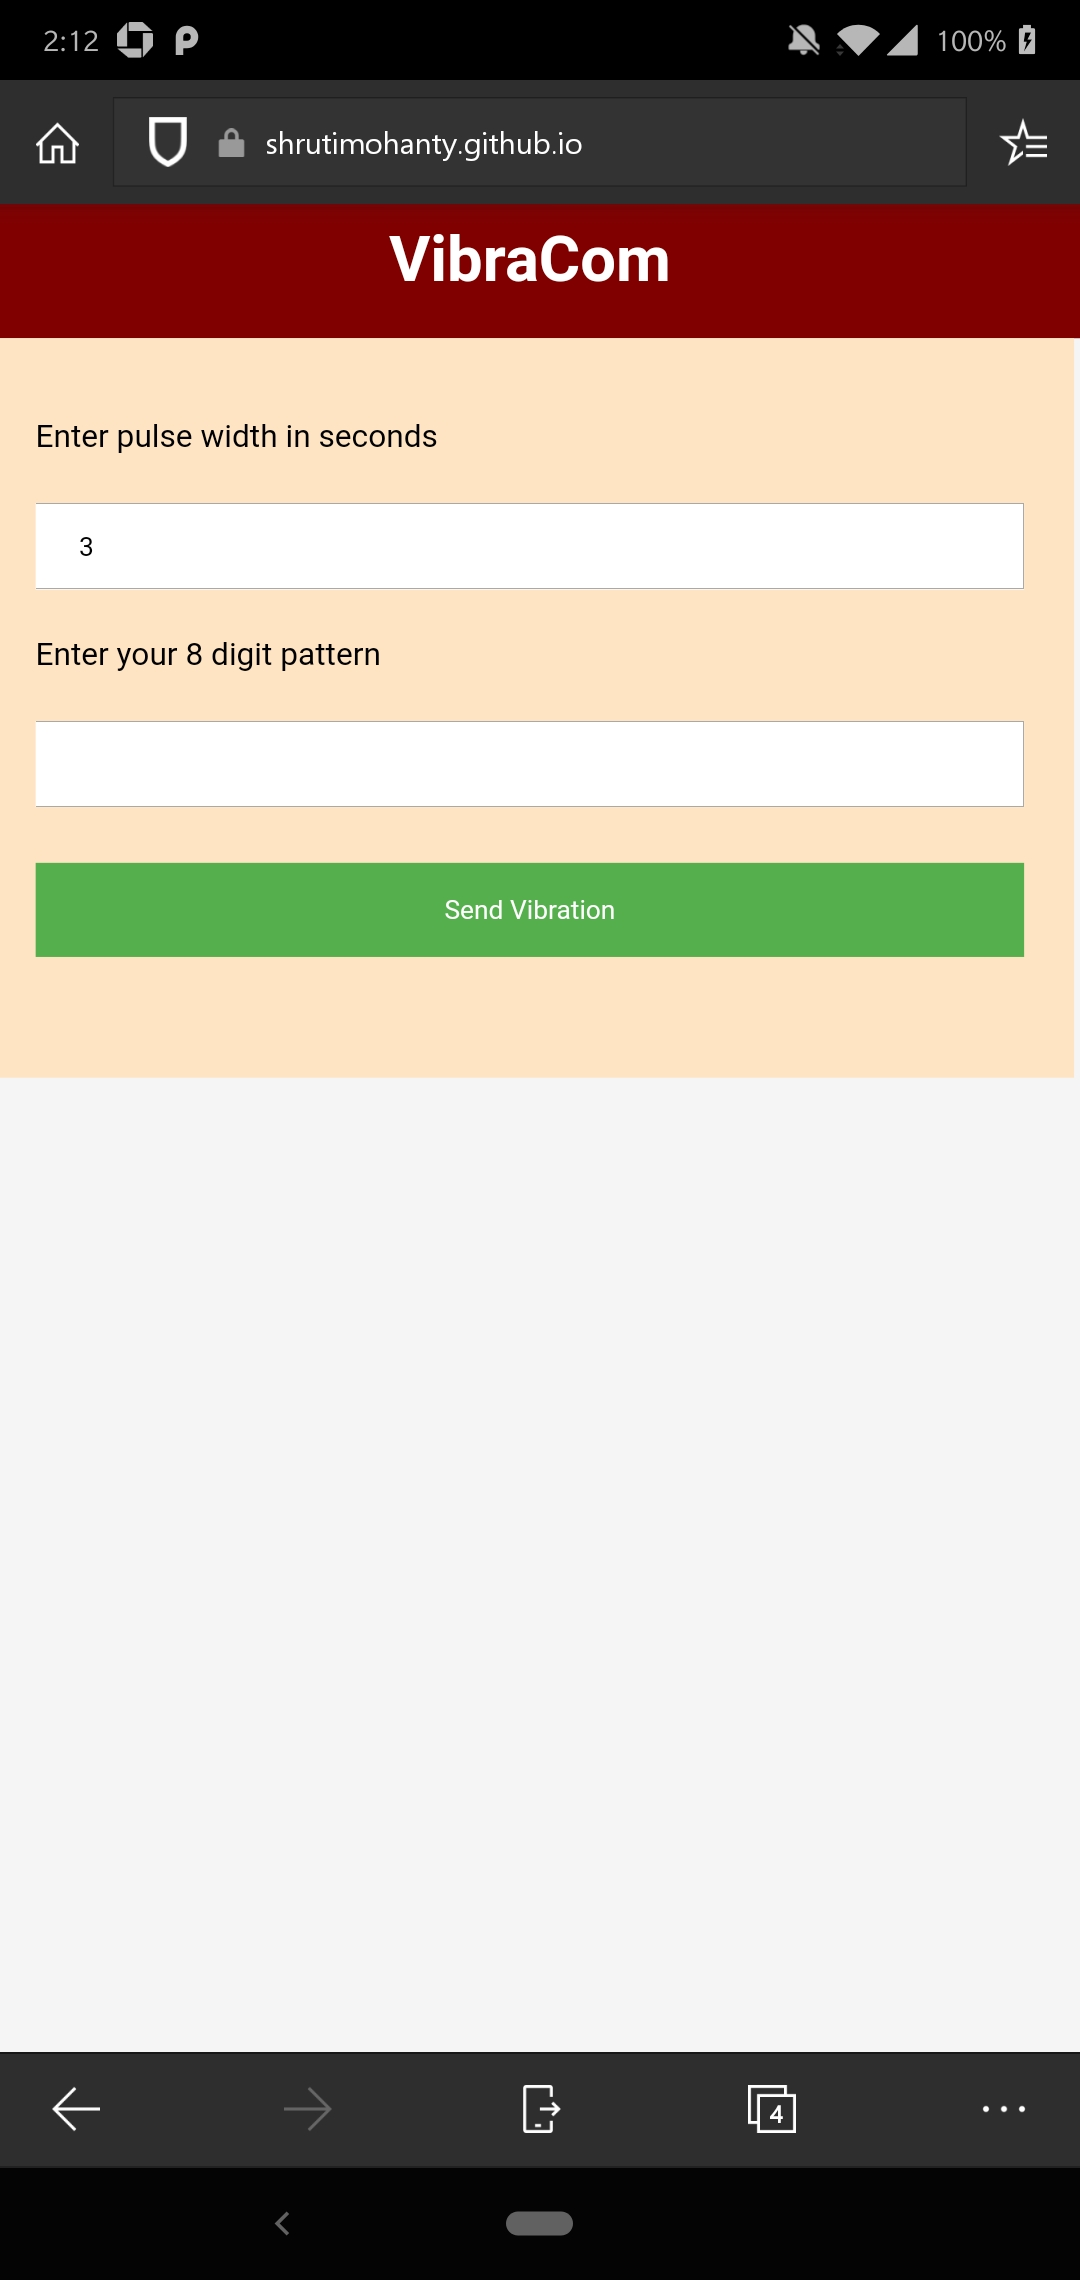 2:12 100%
shrutimohanty.github.io
VibraCom
Enter pulse width in seconds
3
Enter your 8 digit pattern
Send Vibration
4